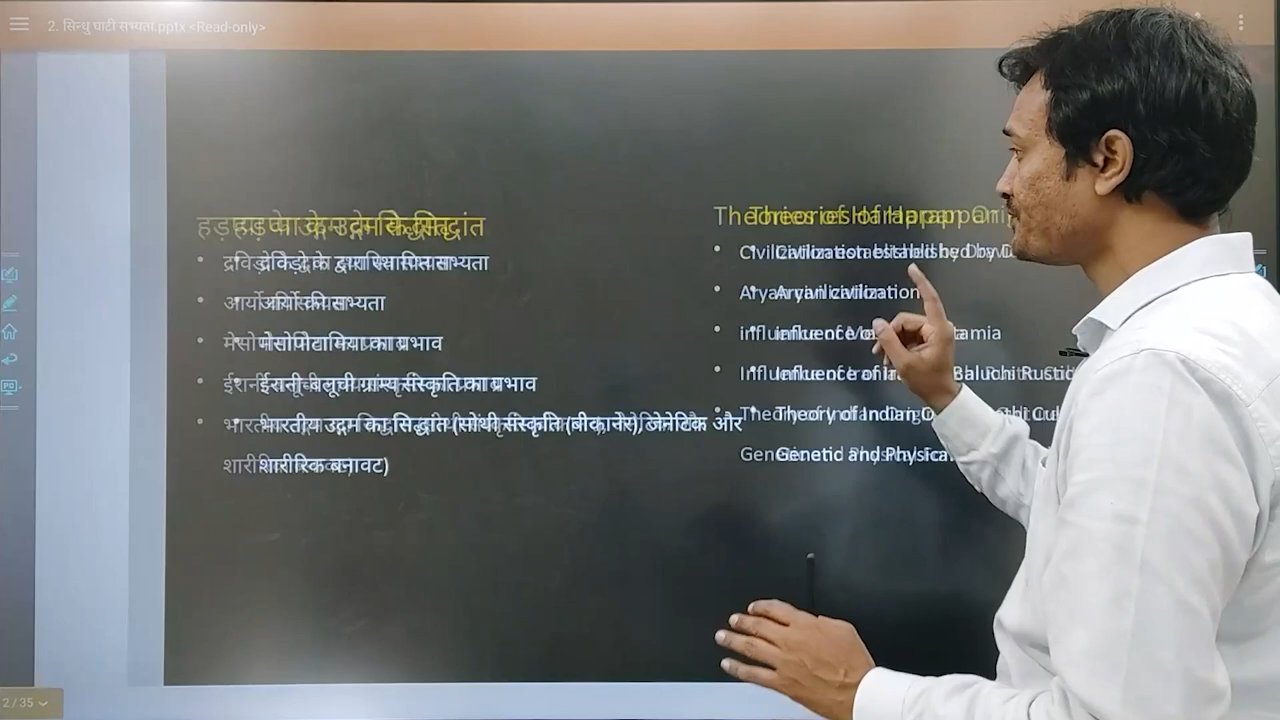 2. सिन्धु घाटी सभ्यता.pptx <Read-only>
हड़प्पा के उद्गम के सिद्धांत
• द्रविड़ो के द्वारा स्थापित सभ्यता
• आर्यो की सभ्यता
• मेसोपोटामिया का प्रभाव
• ईरानी बलूची ग्राम्य संस्कृति का प्रभाव
• भारतीय उद्गम का सिद्धांत (सोथी संस्कृति (बीकानेर), जेनेटिक और
शारीरिक बनावट)
Theories of Harappan
• Civilization established by
• Aryan civilization
• influence of
• Influence of Baluchi Rustic
• Theory of Indian
Genetic and Physical
2 / 35